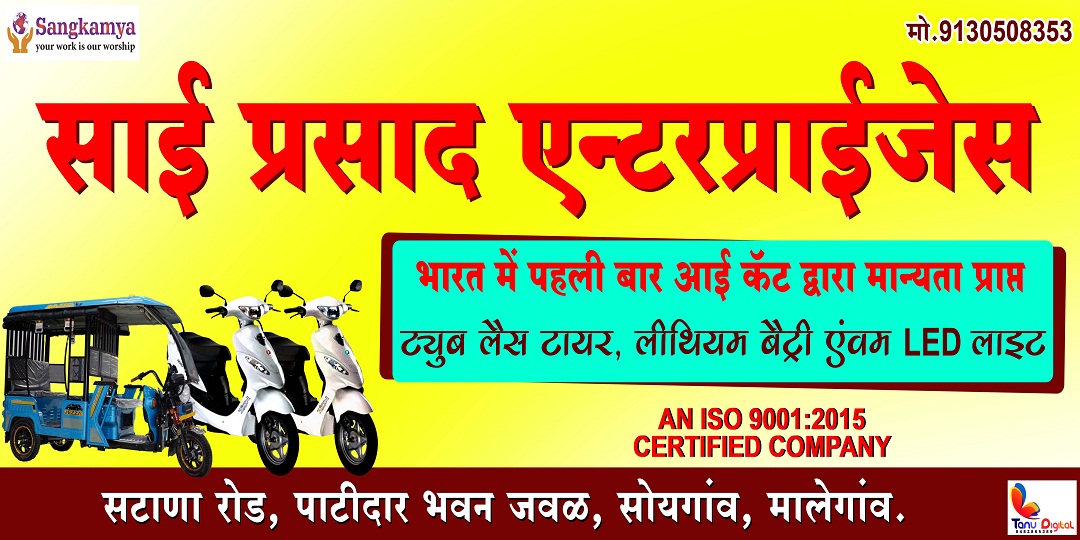 Sangkamya
your work is our worship
मो.9130508353
साई प्रसाद एन्टरप्राईजेस
भारत में पहली बार आई कॅट द्वारा मान्यता प्राप्त
ट्युब लैस टायर, लीथियम बैट्री एंवम LED लाइट
AN ISO 9001:2015
CERTIFIED COMPANY
सटाणा रोड, पाटीदार भवन जवळ, सोयगांव, मालेगांव.
Tanu Digital